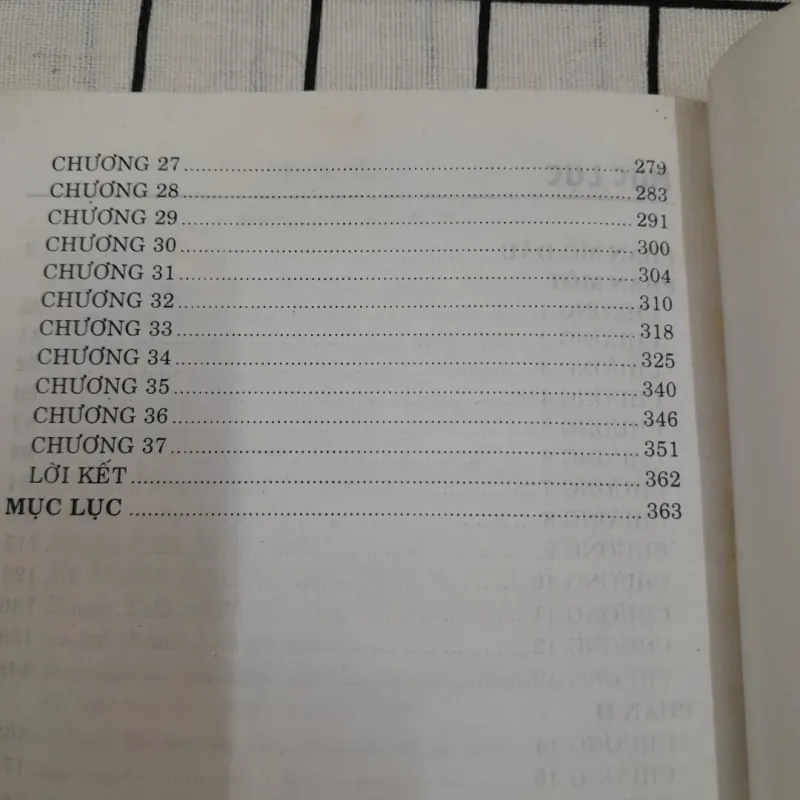 CHƯƠNG 27.......... 279
CHƯƠNG 28.......... 283
CHƯƠNG 29.......... 291
CHƯƠNG 30.......... 300
CHƯƠNG 31.......... 304
CHƯƠNG 32.......... 310
CHƯƠNG 33.......... 318
CHƯƠNG 34.......... 325
CHƯƠNG 35.......... 340
CHƯƠNG 36.......... 346
CHƯƠNG 37.......... 351
LỜI KẾT.......... 362
MỤC LỤC.......... 363